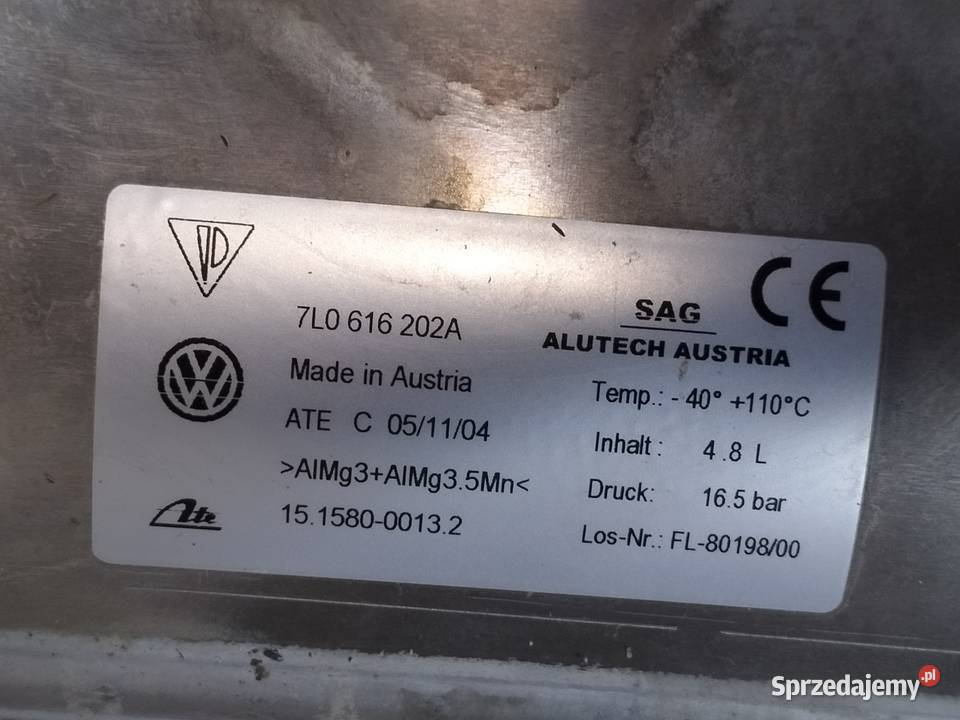 7L0 616 202A
Made in Austria
ATE C 05/11/04
>AlMg3+AlMg3.5Mn<
15.1580-0013.2
Ate
SAG
ALUTECH AUSTRIA
CE
Temp.: - 40° +110°C
Inhalt : 4 .8 L
Druck: 16.5 bar
Los-Nr.: FL-80198/00
VW
Sprzedajemy.pl